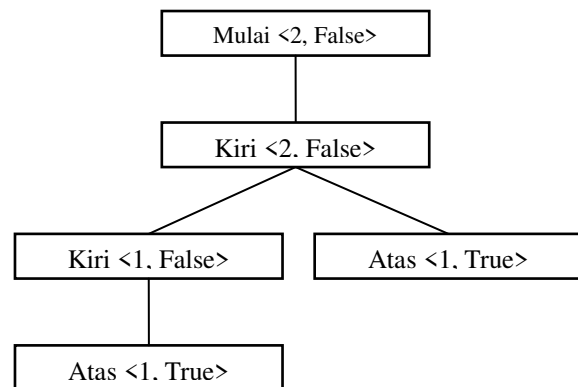 Mulai <2, False>
Kiri <2, False>
Kiri <1, False>
Atas <1, True>
Atas <1, True>